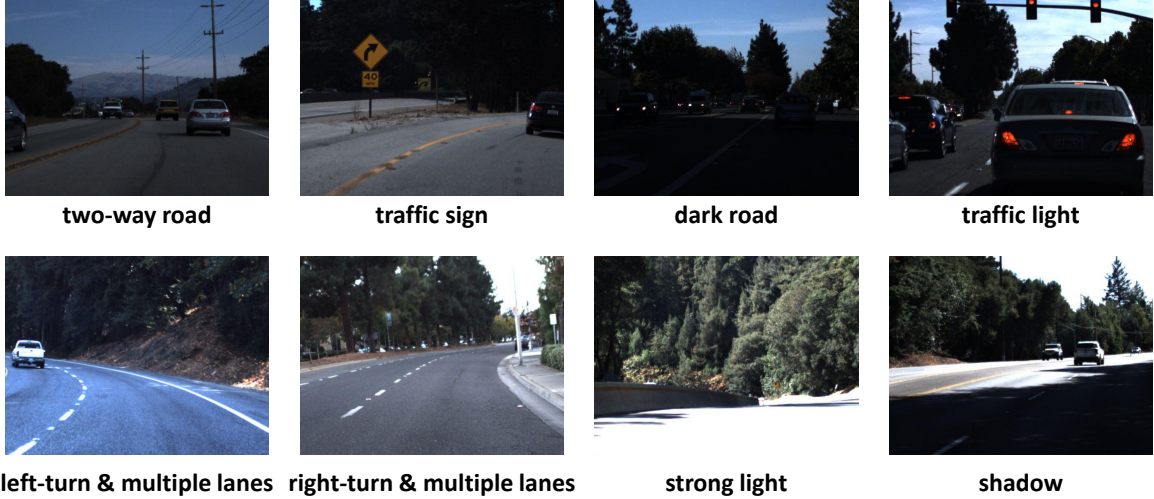 40
two-way road
traffic sign
dark road
traffic light
left-turn & multiple lanes
right-turn & multiple lanes
strong light
shadow